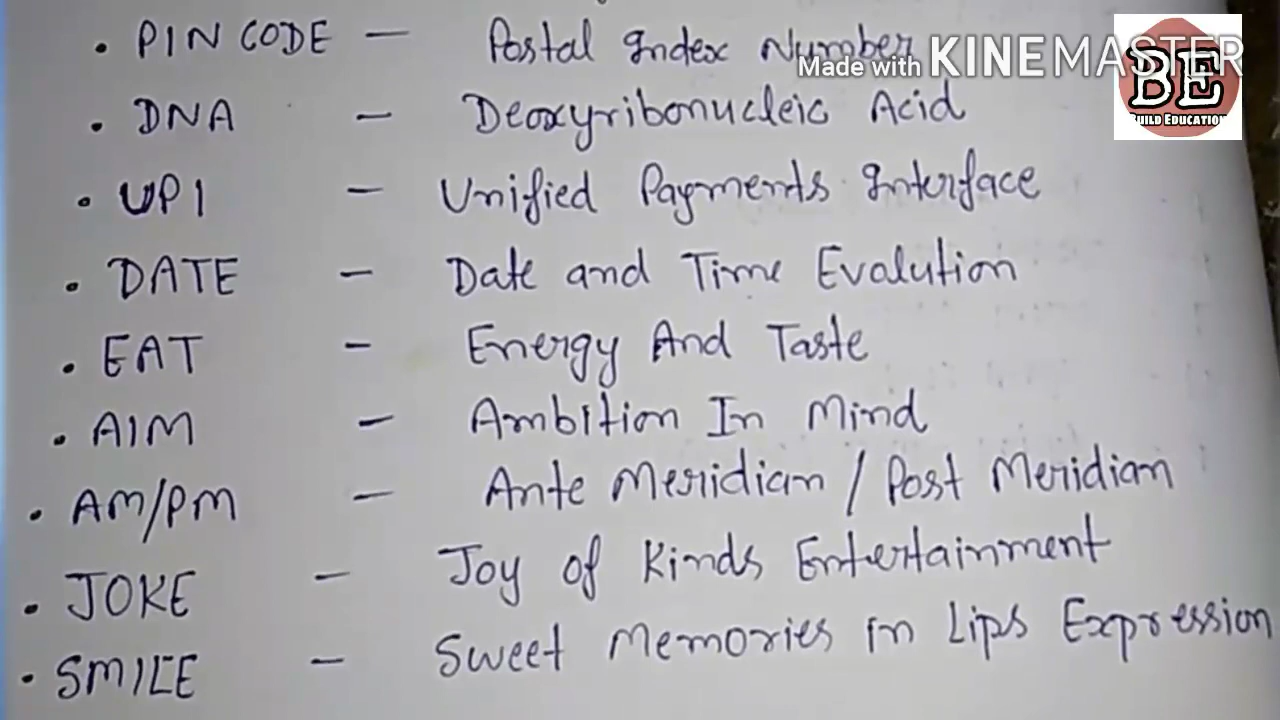 • PIN CODE — Postal Index Number
Made with KINEMASTER
BE
BUILD EDUCATION
• DNA — Deoxyribonucleic Acid
• UPI — Unified Payments Interface
• DATE — Date and Time Evalution
• EAT — Energy And Taste
• AIM — Ambition In Mind
• AM/PM — Ante Meridian / Post Meridian
• JOKE — Joy of Kinds Entertainment
• SMILE — Sweet Memories in Lips Expression